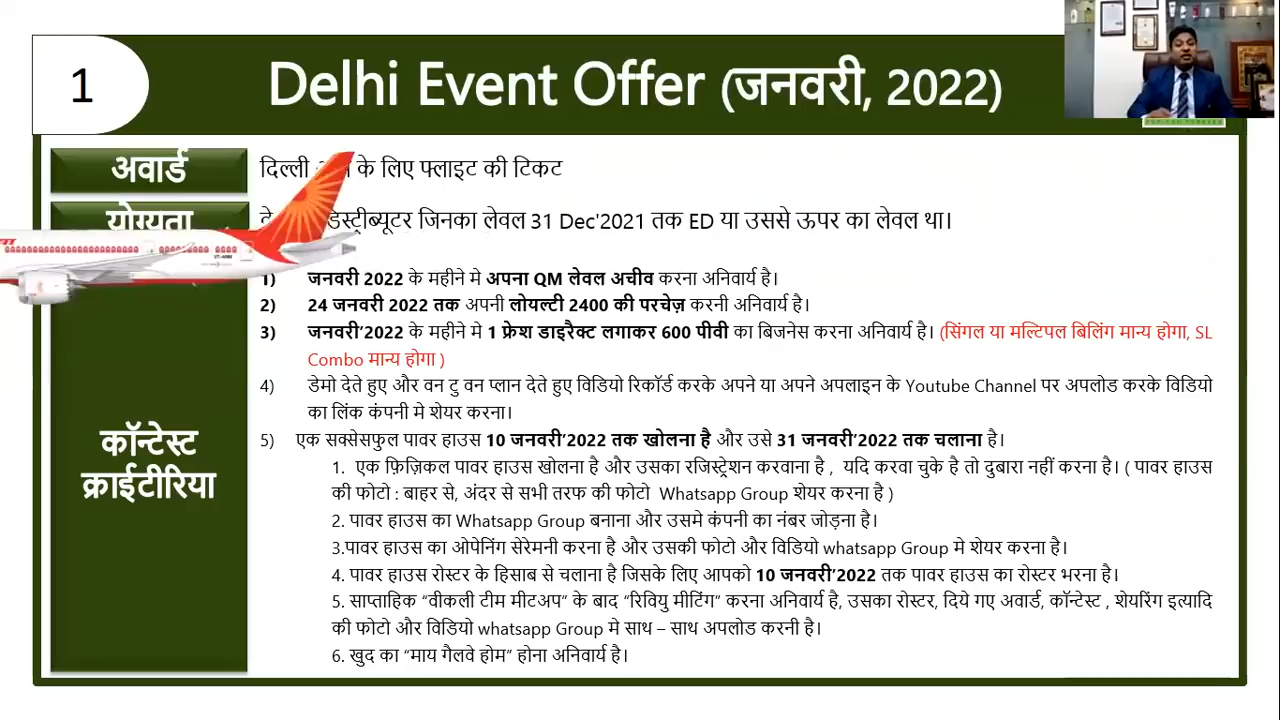 1
Delhi Event Offer (जनवरी, 2022)
अवार्ड
दिल्ली के लिए फ्लाइट की टिकट
योग्यता
जिनका लेवल 31 Dec'2021 तक ED या उससे ऊपर का लेवल था।
कॉन्टेस्ट
क्राईटीरिया
1) जनवरी 2022 के महीने मे अपना QM लेवल अचीव करना अनिवार्य है।
2) 24 जनवरी 2022 तक अपनी लोयल्टी 2400 की परचेज़ करनी अनिवार्य है।
3) जनवरी’2022 के महीने मे 1 फ्रेश डाइरैक्ट लगाकर 600 पीवी का बिजनेस करना अनिवार्य है। (सिंगल या मल्टिपल बिलिंग मान्य होगा, SL
Combo मान्य होगा )
4) डेमो देते हुए और वन टु वन प्लान देते हुए विडियो रिकॉर्ड करके अपने या अपने अपलाइन के Youtube Channel पर अपलोड करके विडियो
का लिंक कंपनी मे शेयर करना।
5) एक सक्सेसफुल पावर हाउस 10 जनवरी’2022 तक खोलना है और उसे 31 जनवरी’2022 तक चलाना है।
1. एक फ़िज़िकल पावर हाउस खोलना है और उसका रजिस्ट्रेशन करवाना है , यदि करवा चुके है तो दुबारा नहीं करना है। ( पावर हाउस
की फोटो : बाहर से, अंदर से सभी तरफ की फोटो Whatsapp Group शेयर करना है )
2. पावर हाउस का Whatsapp Group बनाना और उसमे कंपनी का नंबर जोड़ना है।
3.पावर हाउस का ओपेनिंग सेरेमनी करना है और उसकी फोटो और विडियो whatsapp Group मे शेयर करना है।
4. पावर हाउस रोस्टर के हिसाब से चलाना है जिसके लिए आपको 10 जनवरी’2022 तक पावर हाउस का रोस्टर भरना है।
5. साप्ताहिक “वीकली टीम मीटअप” के बाद “रिवियु मीटिंग” करना अनिवार्य है, उसका रोस्टर, दिये गए अवार्ड, कॉन्टेस्ट , शेयरिंग इत्यादि
की फोटो और विडियो whatsapp Group मे साथ – साथ अपलोड करनी है।
6. खुद का “माय गैलवे होम” होना अनिवार्य है।